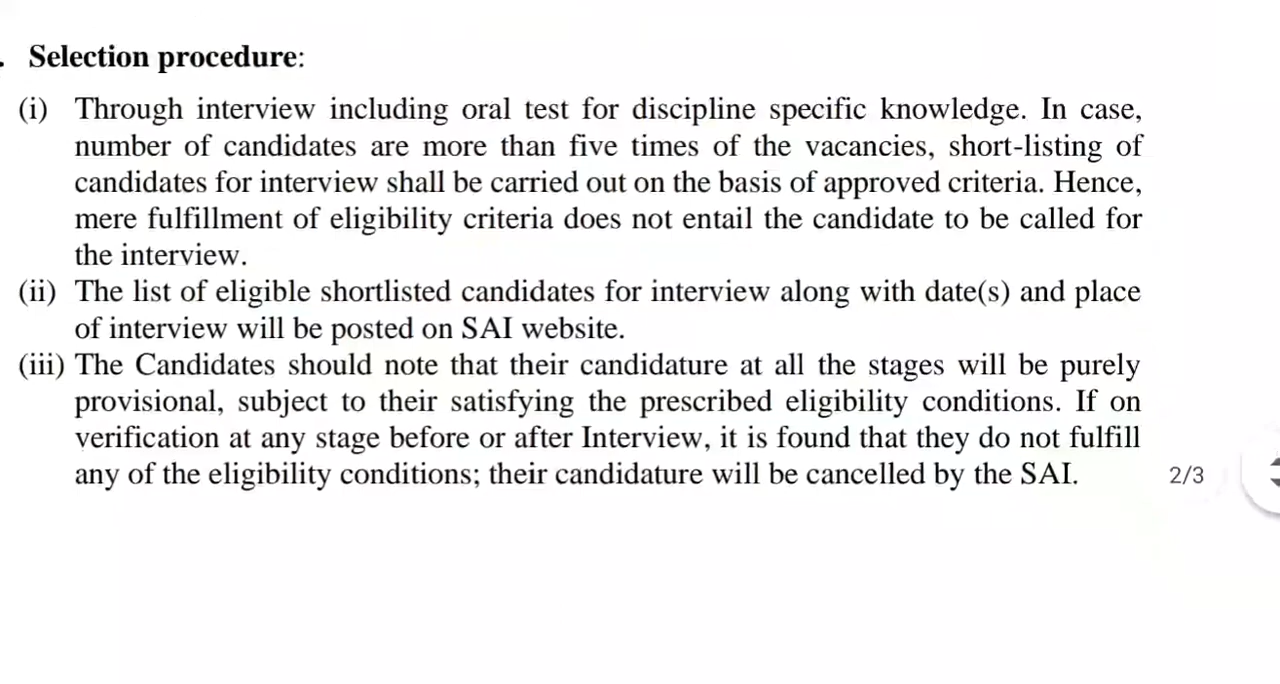 . Selection procedure:
(i) Through interview including oral test for discipline specific knowledge. In case,
number of candidates are more than five times of the vacancies, short-listing of
candidates for interview shall be carried out on the basis of approved criteria. Hence,
mere fulfillment of eligibility criteria does not entail the candidate to be called for
the interview.
(ii) The list of eligible shortlisted candidates for interview along with date(s) and place
of interview will be posted on SAI website.
(iii) The Candidates should note that their candidature at all the stages will be purely
provisional, subject to their satisfying the prescribed eligibility conditions. If on
verification at any stage before or after Interview, it is found that they do not fulfill
any of the eligibility conditions; their candidature will be cancelled by the SAI.
2/3